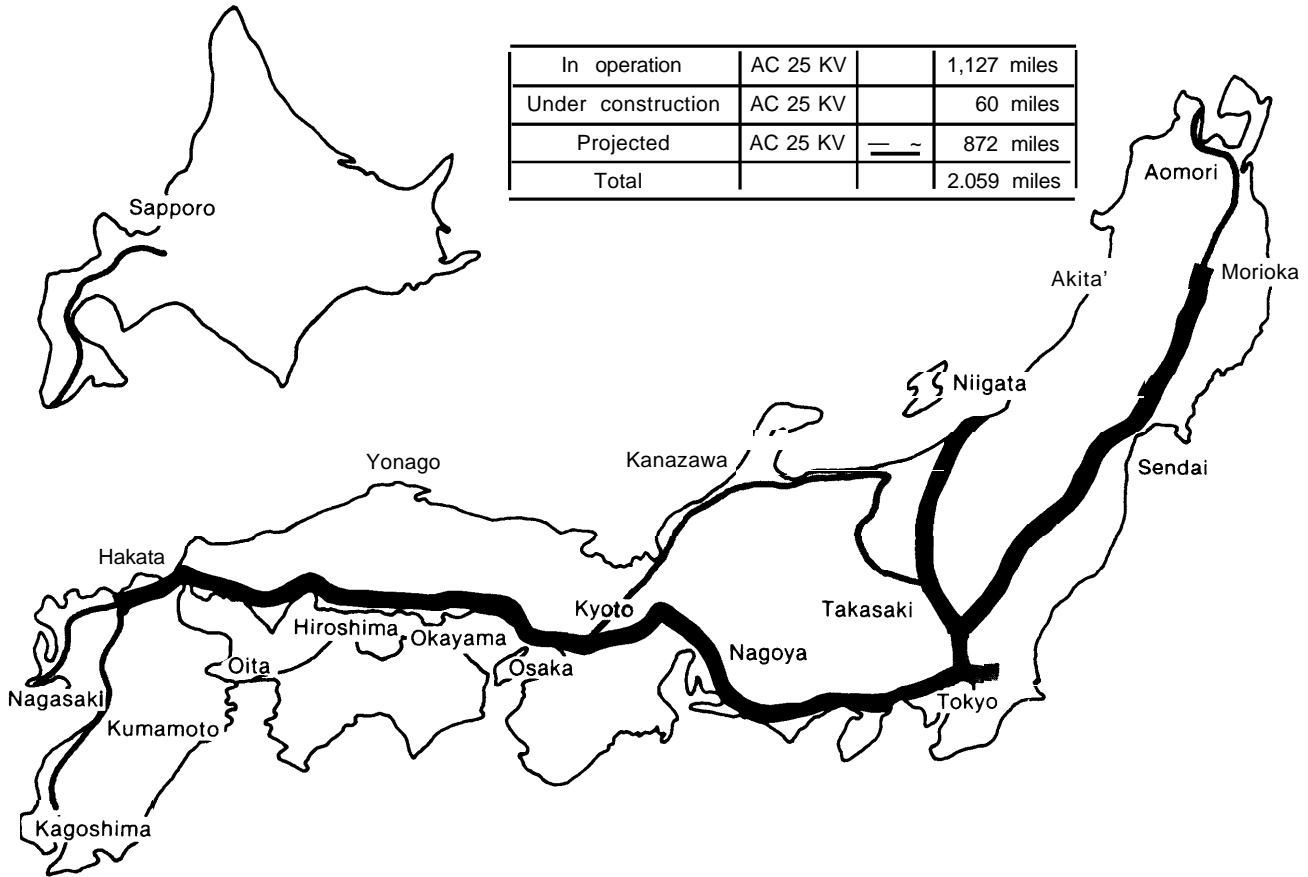 In operation AC 25 KV 1,127 miles
Under construction AC 25 KV 60 miles
Projected AC 25 KV — ~ 872 miles
Total 2.059 miles
Aomori
Sapporo
Akita’
Morioka
Niigata
Kanazawa
Yonago
Sendai
Hakata
Kyoto
Takasaki
Hiroshima
Okayama
Nagoya
Oita
Osaka
Nagasaki
Tokyo
Kumamoto
Kagoshima